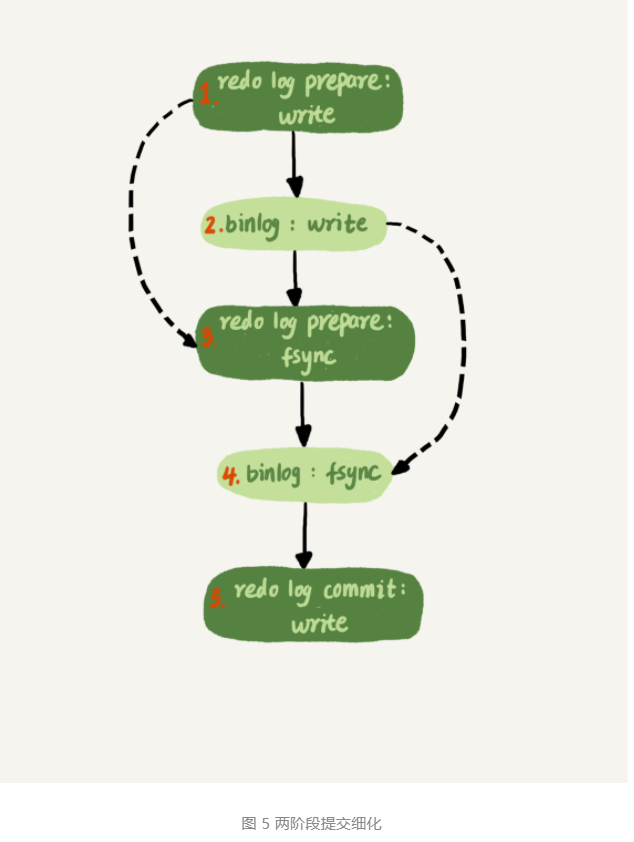 1. redo log prepare:
write
2. binlog : write
3. redo log prepare:
fsync
4. binlog : fsync
5. redo log commit:
write
图 5 两阶段提交细化